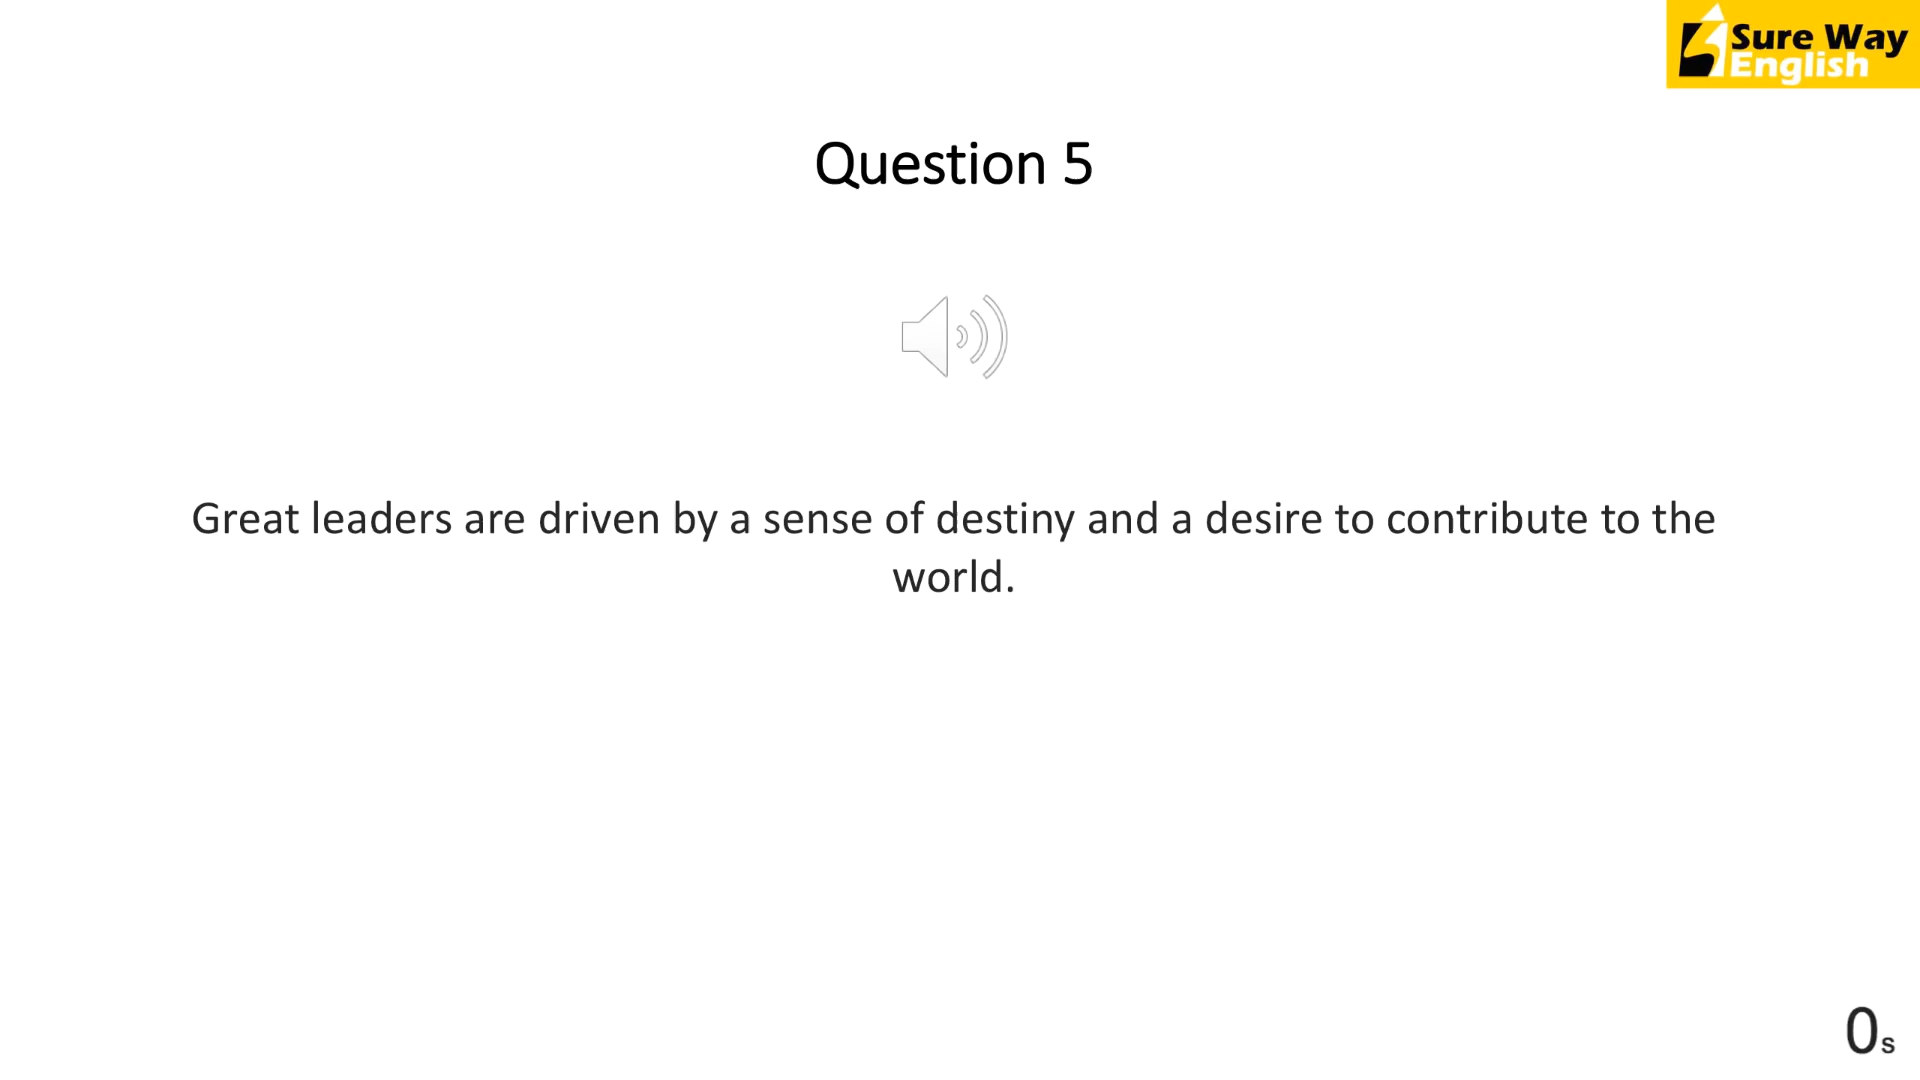 Sure Way
English
Question 5
Great leaders are driven by a sense of destiny and a desire to contribute to the
world.
0s